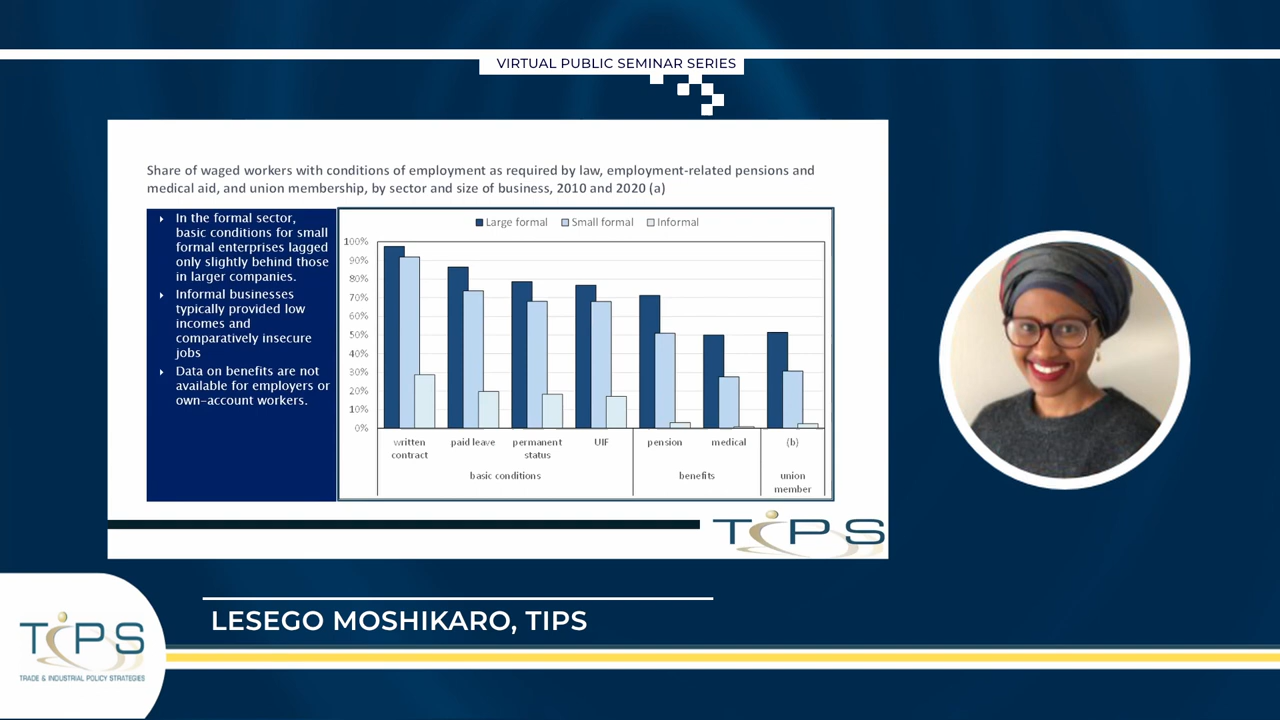 VIRTUAL PUBLIC SEMINAR SERIES
Share of waged workers with conditions of employment as required by law, employment-related pensions and
medical aid, and union membership, by sector and size of business, 2010 and 2020 (a)
In the formal sector,
basic conditions for small
formal enterprises lagged
only slightly behind those
in larger companies.
Informal businesses
typically provided low
incomes and
comparatively insecure
jobs
Data on benefits are not
available for employers or
own-account workers.
Large formal Small formal Informal
100%
90%
80%
70%
60%
50%
40%
30%
20%
10%
0%
written
contract
paid leave
permanent
status
UIF
pension
medical
(b)
basic conditions
benefits
union
member
TIPS
LESEGO MOSHIKARO, TIPS
TIPS
TRADE & INDUSTRIAL POLICY STRATEGIES